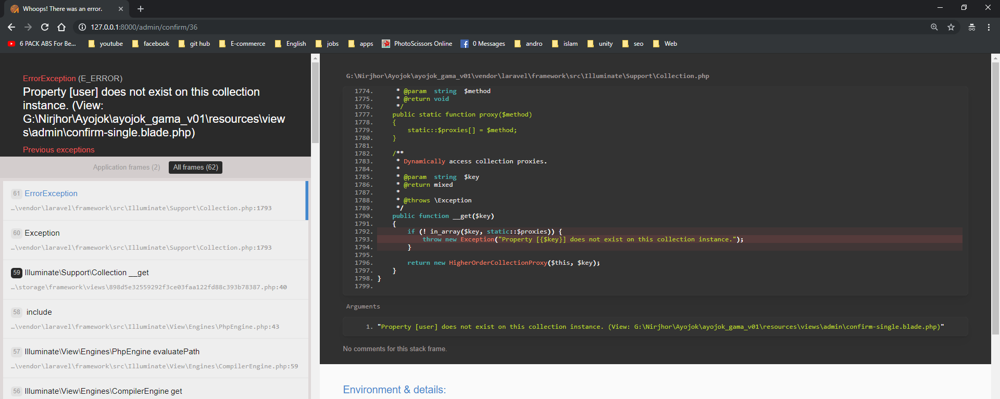 Whoops! There was an error.
127.0.0.1:8000/admin/confirm/36
6 PACK ABS For Be... youtube facebook git hub E-commerce English jobs apps PhotoScissors Online 0 Messages andro islam unity seo Web
ErrorException (E_ERROR)
Property [user] does not exist on this collection
instance. (View:
G:\Nirjhor\Ayojok\ayojok_gama_v01\resources\view
s\admin\confirm-single.blade.php)
Previous exceptions
Application frames (2) All frames (62)
61 ErrorException
…\vendor\laravel\framework\src\Illuminate\Support\Collection.php:1793
60 Exception
…\vendor\laravel\framework\src\Illuminate\Support\Collection.php:1793
59 Illuminate\Support\Collection __get
…\storage\framework\views\898d5e32559292f3ce03faa122fd88c393b78387.php:40
58 include
…\vendor\laravel\framework\src\Illuminate\View\Engines\PhpEngine.php:43
57 Illuminate\View\Engines\PhpEngine evaluatePath
…\vendor\laravel\framework\src\Illuminate\View\Engines\CompilerEngine.php:59
56 Illuminate\View\Engines\CompilerEngine get
G:\Nirjhor\Ayojok\ayojok_gama_v01\vendor\laravel\framework\src\Illuminate\Support\Collection.php
1774. * @param string $method
1775. * @return void
1776. */
1777. public static function proxy($method)
1778. {
1779. static::$proxies[] = $method;
1780. }
1781.
1782. /**
1783. * Dynamically access collection proxies.
1784. *
1785. * @param string $key
1786. * @return mixed
1787. *
1788. * @throws \Exception
1789. */
1790. public function __get($key)
1791. {
1792. if (! in_array($key, static::$proxies)) {
1793. throw new Exception("Property [{$key}] does not exist on this collection instance.");
1794. }
1795.
1796. return new HigherOrderCollectionProxy($this, $key);
1797. }
1798. }
1799.
Arguments
1. "Property [user] does not exist on this collection instance. (View: G:\Nirjhor\Ayojok\ayojok_gama_v01\resources\views\admin\confirm-single.blade.php)"
No comments for this stack frame.
Environment & details: